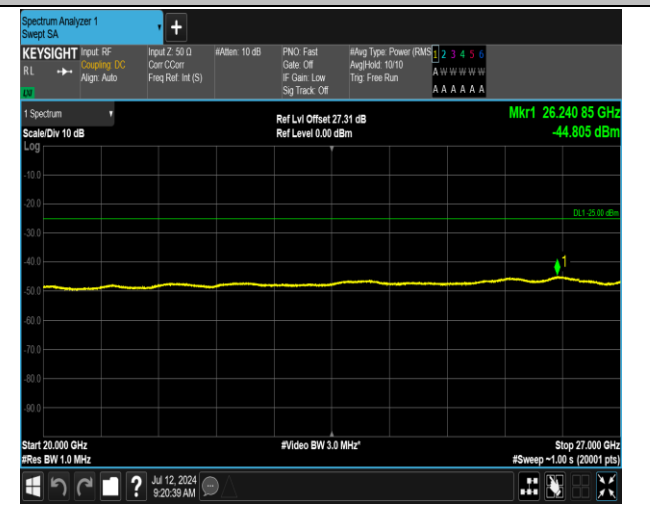 Spectrum Analyzer 1
Swept SA
KEYSIGHT
RL
Input: RF
Coupling: DC
Align: Auto
Input Z: 50 Ω
Corr CCorr
Freq Ref: Int (S)
#Atten: 10 dB
PNO: Fast
Gate: Off
IF Gain: Low
Sig Track: Off
#Avg Type: Power (RMS
Avg|Hold: 10/10
Trig: Free Run
1 2 3 4 5 6
A W W W W W
A A A A A A
1 Spectrum
Scale/Div 10 dB
Log
Ref Lvl Offset 27.31 dB
Ref Level 0.00 dBm
Mkr1 26.240 85 GHz
-44.805 dBm
-10.0
-20.0
DL1 -25.00 dBm
-30.0
-40.0
1
-50.0
-60.0
-70.0
-80.0
-90.0
Start 20.000 GHz
#Res BW 1.0 MHz
#Video BW 3.0 MHz*
Stop 27.000 GHz
#Sweep ~1.00 s (20001 pts)
?
Jul 12, 2024
9:20:39 AM